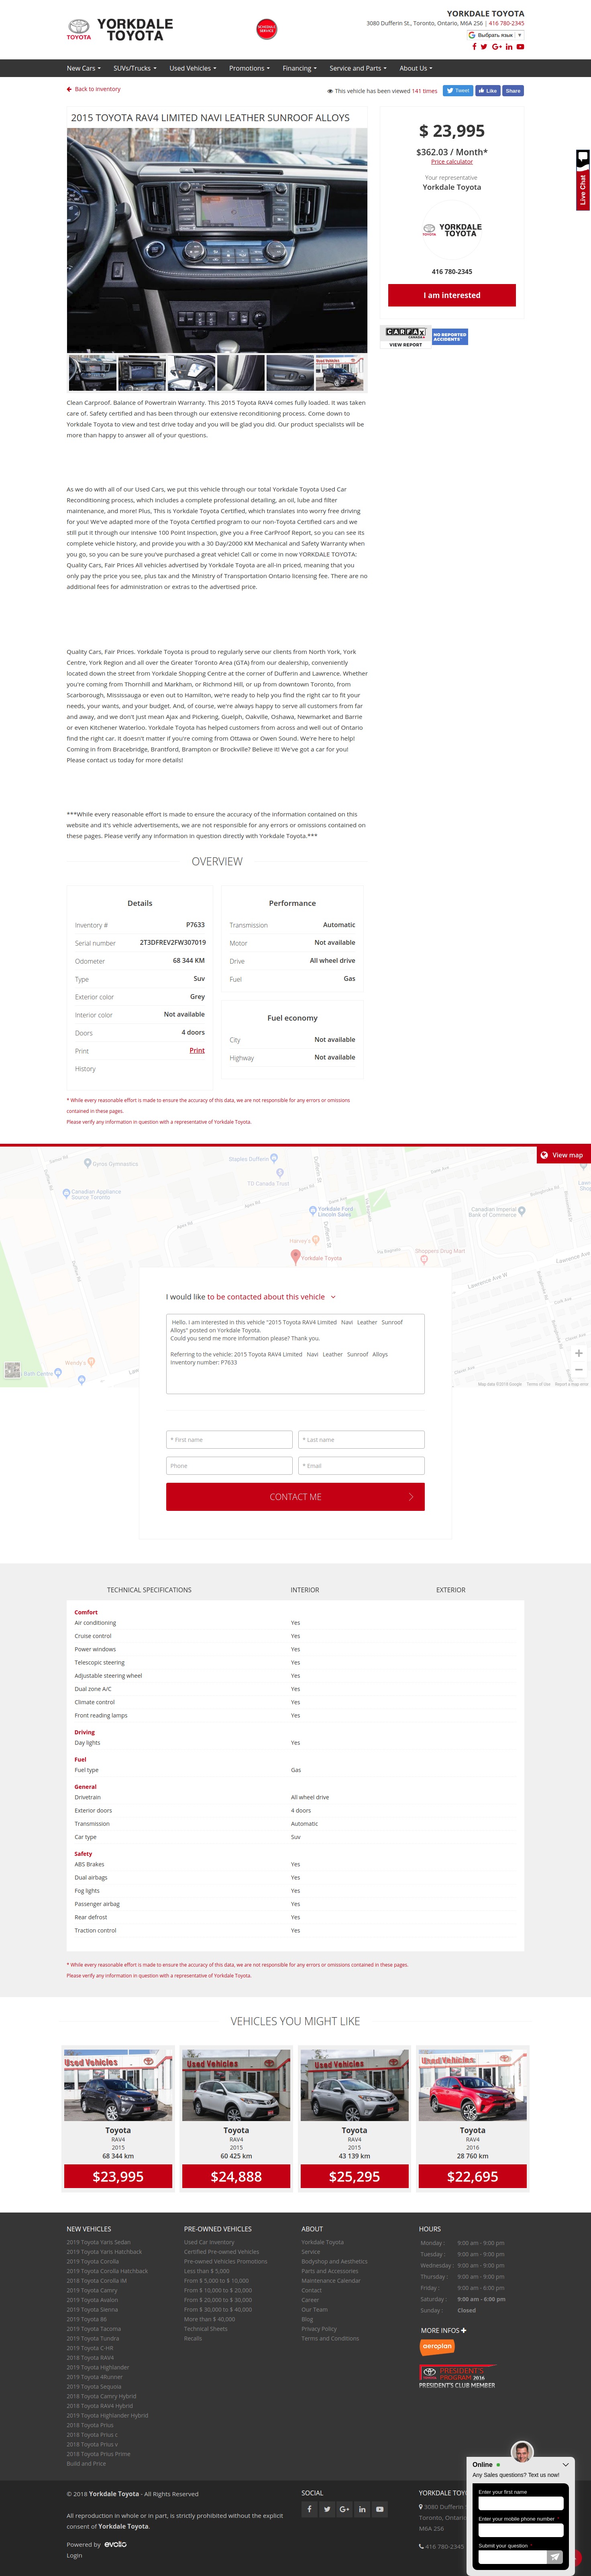 YORKDALE
TOYOTA
YORKDALE TOYOTA
3080 Dufferin St., Toronto, Ontario, M6A 2S6 | 416 780-2345
Выбрать язык ▼
New Cars
SUVs/Trucks
Used Vehicles
Promotions
Financing
Service and Parts
About Us
Back to inventory
This vehicle has been viewed 141 times
Tweet
Like
Share
2015 TOYOTA RAV4 LIMITED NAVI LEATHER SUNROOF ALLOYS
$ 23,995
$362.03 / Month*
Price calculator
Your representative
Yorkdale Toyota
YORKDALE
TOYOTA
416 780-2345
I am interested
Live Chat
CARFAX
CANADA
VIEW REPORT
NO REPORTED
ACCIDENTS
Clean Carproof. Balance of Powertrain Warranty. This 2015 Toyota RAV4 comes fully loaded. It was taken
care of. Safety certified and has been through our extensive reconditioning process. Come down to
Yorkdale Toyota to view and test drive today and you will be glad you did. Our product specialists will be
more than happy to answer all of your questions.
As we do with all of our Used Cars, we put this vehicle through our total Yorkdale Toyota Used Car
Reconditioning process, which includes a complete professional detailing, an oil, lube and filter
maintenance, and more! Plus, This is Yorkdale Toyota Certified, which translates into worry free driving
for you! We've adapted more of the Toyota Certified program to our non-Toyota Certified cars and we
still put it through our intensive 100 Point Inspection, give you a Free CarProof Report, so you can see its
complete vehicle history, and provide you with a 30 Day/2000 KM Mechanical and Safety Warranty when
you go, so you can be sure you've purchased a great vehicle! Call or come in now YORKDALE TOYOTA:
Quality Cars, Fair Prices All vehicles advertised by Yorkdale Toyota are all-in priced, meaning that you
only pay the price you see, plus tax and the Ministry of Transportation Ontario licensing fee. There are no
additional fees for administration or extras to the advertised price.
Quality Cars, Fair Prices. Yorkdale Toyota is proud to regularly serve our clients from North York, York
Centre, York Region and all over the Greater Toronto Area (GTA) from our dealership, conveniently
located down the street from Yorkdale Shopping Centre at the corner of Dufferin and Lawrence. Whether
you're coming from Thornhill and Markham, or Richmond Hill, or up from downtown Toronto, from
Scarborough, Mississauga or even out to Hamilton, we're ready to help you find the right car to fit your
needs, your wants, and your budget. And, of course, we're always happy to serve all customers from far
and away, and we don't just mean Ajax and Pickering, Guelph, Oakville, Oshawa, Newmarket and Barrie
or even Kitchener Waterloo. Yorkdale Toyota has helped customers from across and well out of Ontario
find the right car. It doesn't matter if you're coming from Ottawa or Owen Sound. We're here to help!
Coming in from Bracebridge, Brantford, Brampton or Brockville? Believe it! We've got a car for you!
Please contact us today for more details!
***While every reasonable effort is made to ensure the accuracy of the information contained on this
website and it's vehicle advertisements, we are not responsible for any errors or omissions contained on
these pages. Please verify any information in question directly with Yorkdale Toyota.***
OVERVIEW
Details
Inventory # P7633
Serial number 2T3DFREV2FW307019
Odometer 68 344 KM
Type Suv
Exterior color Grey
Interior color Not available
Doors 4 doors
Print Print
History
Performance
Transmission Automatic
Motor Not available
Drive All wheel drive
Fuel Gas
Fuel economy
City Not available
Highway Not available
* While every reasonable effort is made to ensure the accuracy of this data, we are not responsible for any errors or omissions
contained in these pages.
Please verify any information in question with a representative of Yorkdale Toyota.
View map
Gyros Gymnastics
Staples Dufferin
TD Canada Trust
Canadian Appliance
Source Toronto
Yorkdale Ford
Lincoln Sales
Canadian Imperial
Bank of Commerce
Harvey's
Yorkdale Toyota
Shoppers Drug Mart
Wendy's
Bath Centre
Map data ©2018 Google Terms of Use Report a map error
I would like to be contacted about this vehicle
Hello, I am interested in this vehicle "2015 Toyota RAV4 Limited Navi Leather Sunroof
Alloys" posted on Yorkdale Toyota.
Could you send me more information please? Thank you.
Referring to the vehicle: 2015 Toyota RAV4 Limited Navi Leather Sunroof Alloys
Inventory number: P7633
* First name
* Last name
Phone
* Email
CONTACT ME
TECHNICAL SPECIFICATIONS
INTERIOR
EXTERIOR
Comfort
Air conditioning Yes
Cruise control Yes
Power windows Yes
Telescopic steering Yes
Adjustable steering wheel Yes
Dual zone A/C Yes
Climate control Yes
Front reading lamps Yes
Driving
Day lights Yes
Fuel
Fuel type Gas
General
Drivetrain All wheel drive
Exterior doors 4 doors
Transmission Automatic
Car type Suv
Safety
ABS Brakes Yes
Dual airbags Yes
Fog lights Yes
Passenger airbag Yes
Rear defrost Yes
Traction control Yes
* While every reasonable effort is made to ensure the accuracy of this data, we are not responsible for any errors or omissions contained in these pages.
Please verify any information in question with a representative of Yorkdale Toyota.
VEHICLES YOU MIGHT LIKE
Used Vehicles
Toyota
RAV4
2015
68 344 km
$23,995
Used Vehicles
Toyota
RAV4
2015
60 425 km
$24,888
Used Vehicles
Toyota
RAV4
2015
43 139 km
$25,295
Used Vehicles
Toyota
RAV4
2016
28 760 km
$22,695
NEW VEHICLES
2019 Toyota Yaris Sedan
2019 Toyota Yaris Hatchback
2019 Toyota Corolla
2019 Toyota Corolla Hatchback
2018 Toyota Corolla iM
2019 Toyota Camry
2019 Toyota Avalon
2019 Toyota Sienna
2019 Toyota 86
2019 Toyota Tacoma
2019 Toyota Tundra
2019 Toyota C-HR
2018 Toyota RAV4
2019 Toyota Highlander
2019 Toyota 4Runner
2019 Toyota Sequoia
2018 Toyota Camry Hybrid
2018 Toyota RAV4 Hybrid
2019 Toyota Highlander Hybrid
2018 Toyota Prius
2018 Toyota Prius c
2018 Toyota Prius v
2018 Toyota Prius Prime
Build and Price
PRE-OWNED VEHICLES
Used Car Inventory
Certified Pre-owned Vehicles
Pre-owned Vehicles Promotions
Less than $ 5,000
From $ 5,000 to $ 10,000
From $ 10,000 to $ 20,000
From $ 20,000 to $ 30,000
From $ 30,000 to $ 40,000
More than $ 40,000
Technical Sheets
Recalls
ABOUT
Yorkdale Toyota
Service
Bodyshop and Aesthetics
Parts and Accessories
Maintenance Calendar
Contact
Career
Our Team
Blog
Privacy Policy
Terms and Conditions
HOURS
Monday : 9:00 am - 9:00 pm
Tuesday : 9:00 am - 9:00 pm
Wednesday : 9:00 am - 9:00 pm
Thursday : 9:00 am - 9:00 pm
Friday : 9:00 am - 6:00 pm
Saturday : 9:00 am - 6:00 pm
Sunday : Closed
MORE INFOS
aeroplan
PRESIDENT'S
PROGRAM 2016
PRESIDENT'S CLUB MEMBER
© 2018 Yorkdale Toyota - All Rights Reserved
All reproduction in whole or in part, is strictly prohibited without the explicit
consent of Yorkdale Toyota.
Powered by evolio
Login
SOCIAL
YORKDALE TOYO
3080 Dufferin
Toronto, Ontario
M6A 2S6
416 780-2345
Online
Any Sales questions? Text us now!
Enter your first name
Enter your mobile phone number
Submit your question